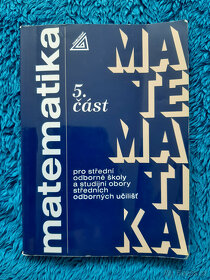 matematika
5.
část
pro střední
odborné školy
a studijní obory
středních
odborných učilišť
MA
TE
MA
TI
KA